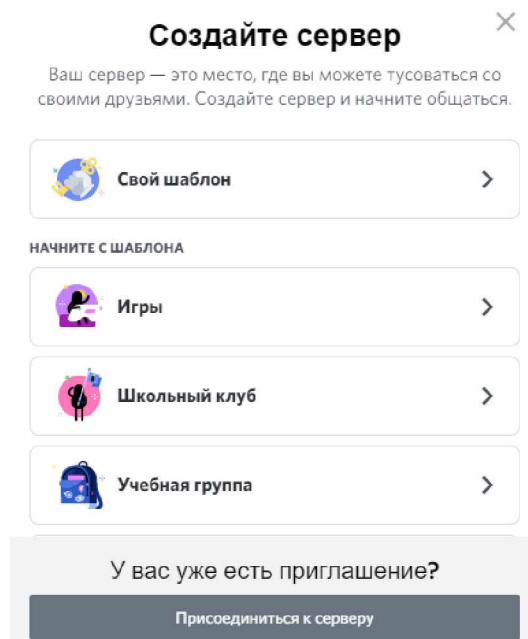 Создайте сервер
Ваш сервер — это место, где вы можете тусоваться со
своими друзьями. Создайте сервер и начните общаться.
Свой шаблон
НАЧНИТЕ С ШАБЛОНА
Игры
Школьный клуб
Учебная группа
У вас уже есть приглашение?
Присоединиться к серверу